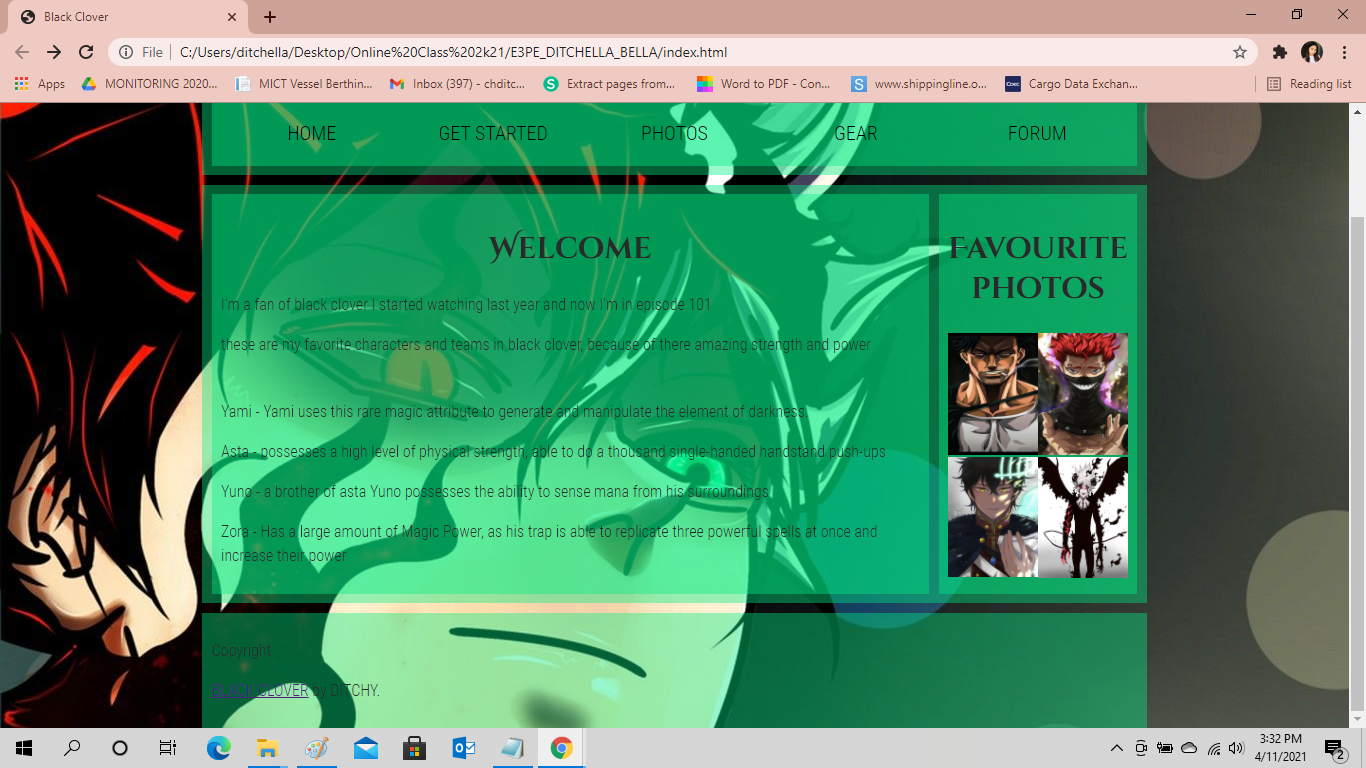 Black Clover
File
C:/Users/ditchella/Desktop/Online%20Class%202k21/E3PE_DITCHELLA_BELLA/index.html
Apps MONITORING 2020... MICT Vessel Berthin... Inbox (397) - chditc... Extract pages from... Word to PDF - Con... www.shippingline.o... Cargo Data Exchan... Reading list
HOME GET STARTED PHOTOS GEAR FORUM
Welcome
I'm a fan of black clover I started watching last year and now I'm in episode 101
these are my favorite characters and teams in black clover, because of there amazing strength and power
Yami - Yami uses this rare magic attribute to generate and manipulate the element of darkness.
Asta - possesses a high level of physical strength, able to do a thousand single-handed handstand push-ups
Yuno - a brother of asta Yuno possesses the ability to sense mana from his surroundings
Zora - Has a large amount of Magic Power, as his trap is able to replicate three powerful spells at once and
increase their power
Favourite
Photos
Copyright
BLACK CLOVER by DITCHY.
3:32 PM
4/11/2021
2